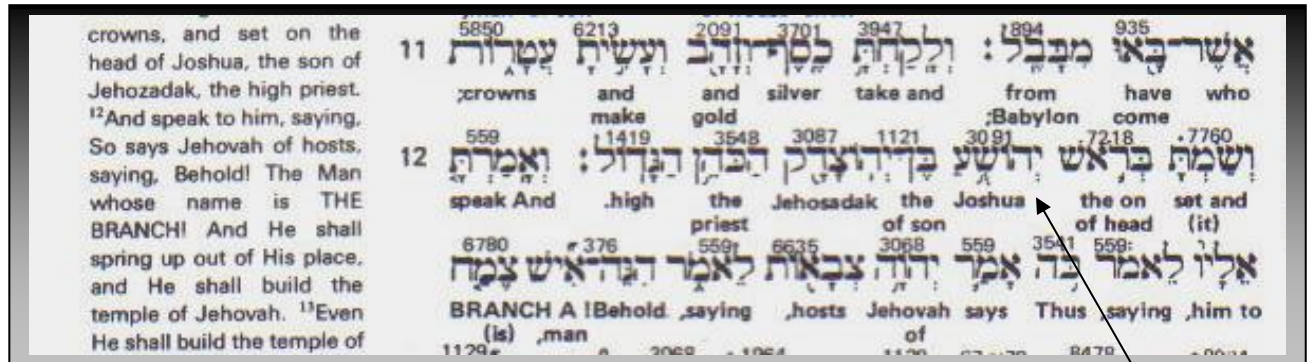 crowns, and set on the
head of Joshua, the son of
Jehozadak, the high priest.
¹²And speak to him, saying,
So says Jehovah of hosts,
saying, Behold! The Man
whose name is THE
BRANCH! And He shall
spring up out of His place,
and He shall build the
temple of Jehovah. ¹³Even
He shall build the temple of
5850 6213 2091 3701 3947 894 935
11 אֲשֶׁר־בָּאוּ מִבָּבֶל׃ וְלָקַחְתָּ כֶסֶף־וְזָהָב וְעָשִׂיתָ עֲטָרוֹת
;crowns and and silver take and from have who
make gold ;Babylon come
559 1419 3548 3087 1121 3091 7218 7760
12 וְשַׂמְתָּ בְּרֹאשׁ יְהוֹשֻׁעַ בֶּן־יְהוֹצָדָק הַכֹּהֵן הַגָּדוֹל׃ וְאָמַרְתָּ
speak And .high the Jehosadak the Joshua the on set and
priest of son of head (it)
6780 376 559 6635 3068 559 3541 559
אֵלָיו לֵאמֹר כֹּה אָמַר יְהוָה צְבָאוֹת לֵאמֹר הִנֵּה־אִישׁ צֶמַח
BRANCH A !Behold ,saying ,hosts Jehovah says Thus ,saying ,him to
(is) ,man of